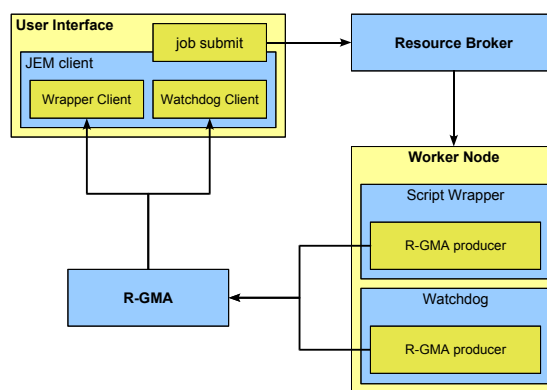 User Interface
job submit
JEM client
Wrapper Client
Watchdog Client
Resource Broker
Worker Node
Script Wrapper
R-GMA producer
R-GMA
Watchdog
R-GMA producer